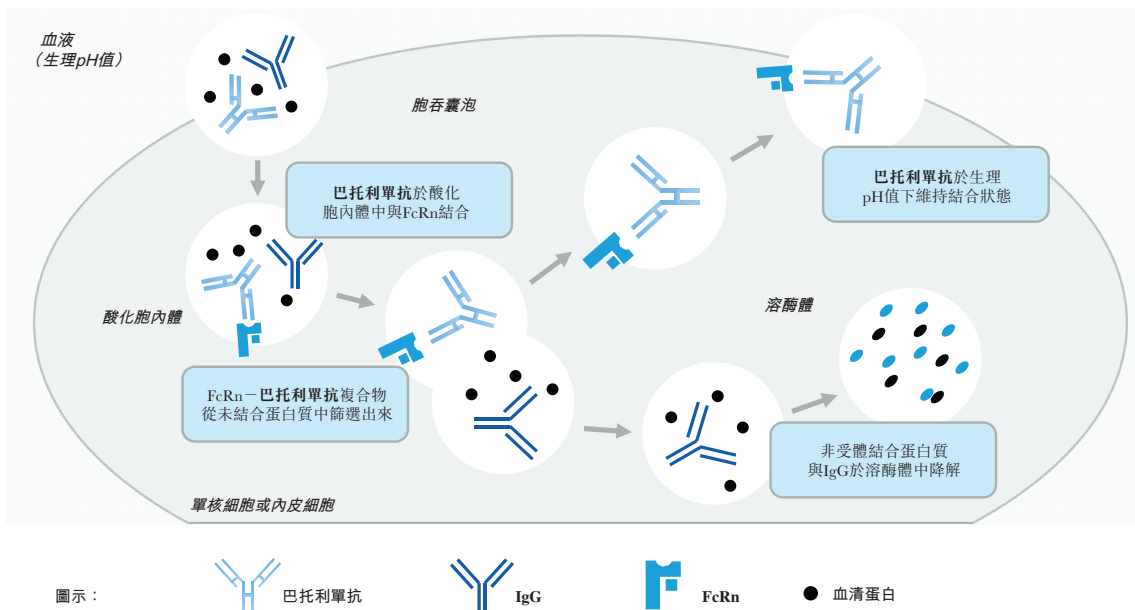 血液
（生理pH值）
胞吞囊泡
巴托利單抗於酸化
胞內體中與FcRn結合
巴托利單抗於生理
pH值下維持結合狀態
酸化胞內體
溶酶體
FcRn－巴托利單抗複合物
從未結合蛋白質中篩選出來
非受體結合蛋白質
與IgG於溶酶體中降解
單核細胞或內皮細胞
圖示：
巴托利單抗
IgG
FcRn
血清蛋白